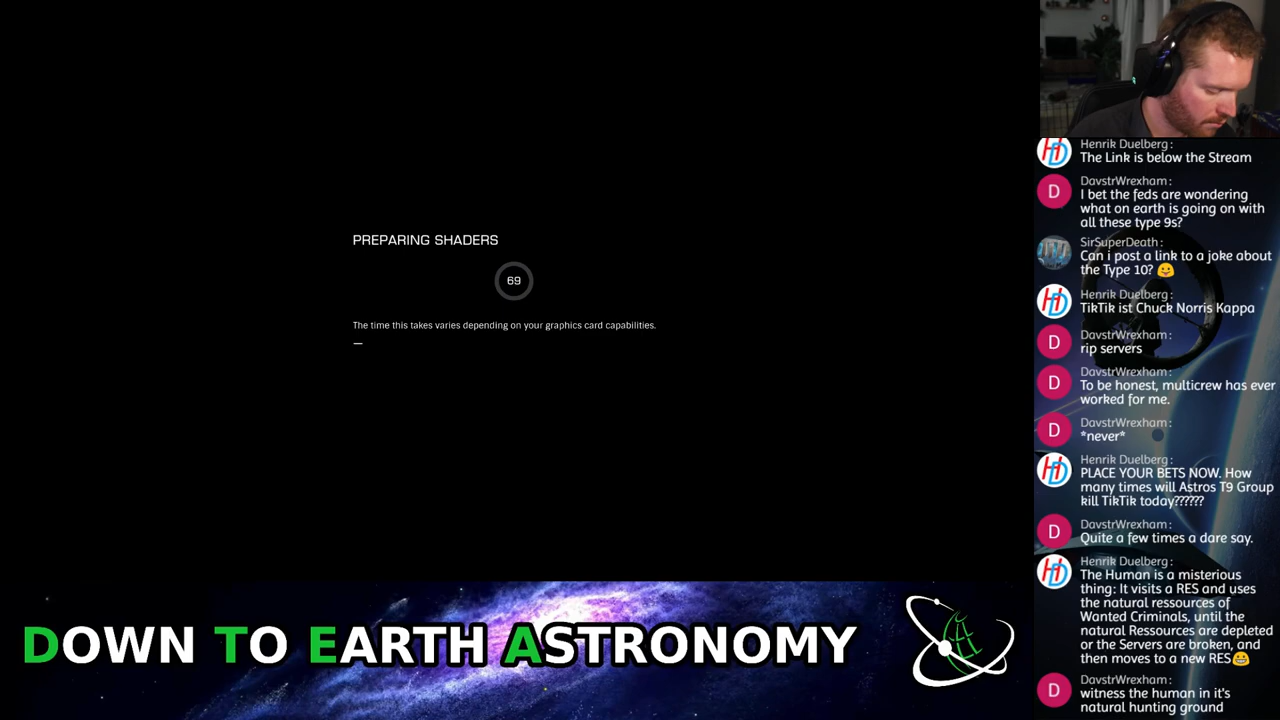 PREPARING SHADERS
69
The time this takes varies depending on your graphics card capabilities.
DOWN TO EARTH ASTRONOMY
Henrik Duelberg:
The Link is below the Stream
D
DavstrWrexham:
I bet the feds are wondering
what on earth is going on with
all these type 9s?
SirSuperDeath:
Can i post a link to a joke about
the Type 10? 😛
Henrik Duelberg:
TikTik ist Chuck Norris Kappa
D
DavstrWrexham:
rip servers
D
DavstrWrexham:
To be honest, multicrew has ever
worked for me.
D
DavstrWrexham:
*never*
Henrik Duelberg:
PLACE YOUR BETS NOW. How
many times will Astros T9 Group
kill TikTik today??????
D
DavstrWrexham:
Quite a few times a dare say.
Henrik Duelberg:
The Human is a misterious
thing: It visits a RES and uses
the natural ressources of
Wanted Criminals, until the
natural Ressources are depleted
or the Servers are broken, and
then moves to a new RES😁
D
DavstrWrexham:
witness the human in it's
natural hunting ground